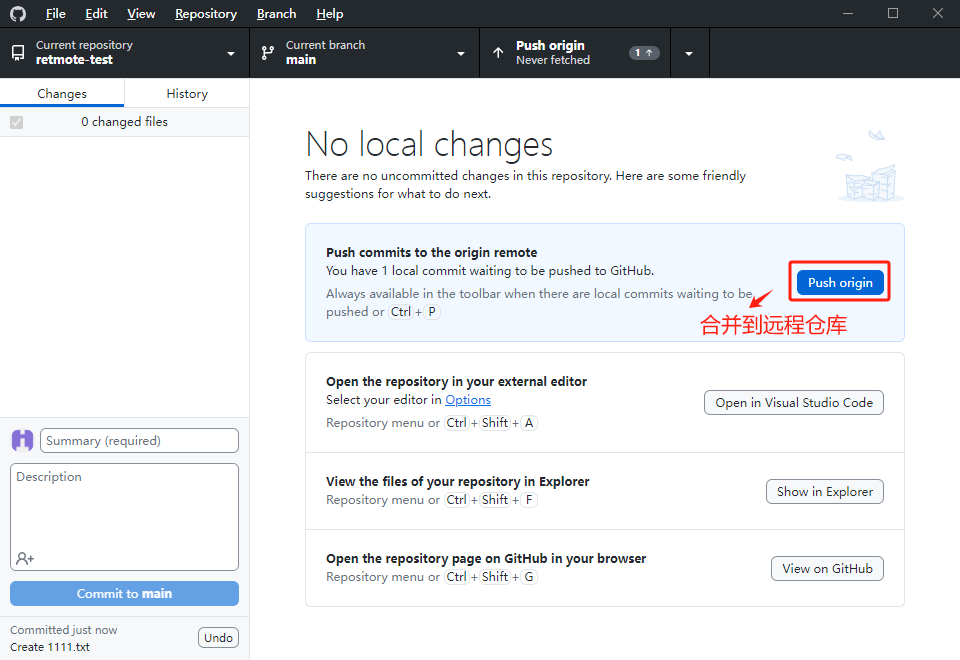 File Edit View Repository Branch Help
Current repository
retmote-test
Current branch
main
Push origin
Never fetched
1
Changes
History
0 changed files
No local changes
There are no uncommitted changes in this repository. Here are some friendly
suggestions for what to do next.
Push commits to the origin remote
You have 1 local commit waiting to be pushed to GitHub.
Always available in the toolbar when there are local commits waiting to be
pushed or Ctrl + P
Push origin
合并到远程仓库
Open the repository in your external editor
Select your editor in Options
Repository menu or Ctrl + Shift + A
Open in Visual Studio Code
View the files of your repository in Explorer
Repository menu or Ctrl + Shift + F
Show in Explorer
Open the repository page on GitHub in your browser
Repository menu or Ctrl + Shift + G
View on GitHub
Summary (required)
Description
Commit to main
Committed just now
Create 1111.txt
Undo